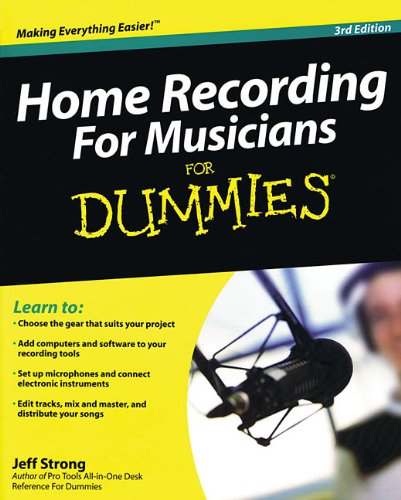 Making Everything Easier!™
3rd Edition
Home Recording
For Musicians
FOR
DUMMIES®
Learn to:
• Choose the gear that suits your project
• Add computers and software to your
recording tools
• Set up microphones and connect
electronic instruments
• Edit tracks, mix and master, and
distribute your songs
Jeff Strong
Author of Pro Tools All-in-One Desk
Reference For Dummies